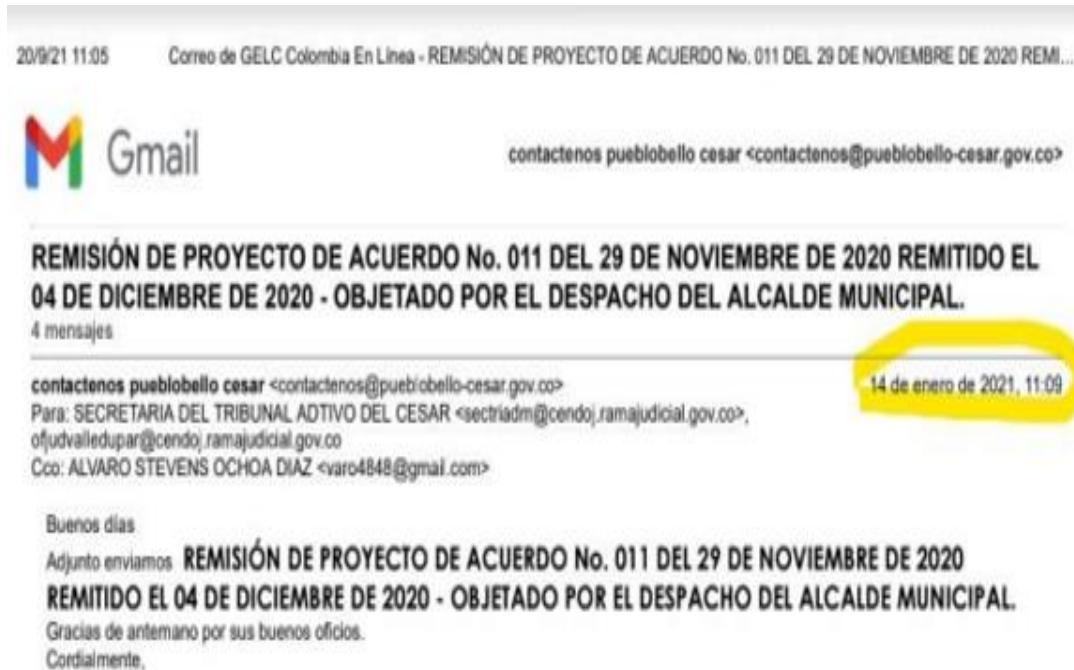 20/9/21 11:05 Correo de GELC Colombia En Linea - REMISIÓN DE PROYECTO DE ACUERDO No. 011 DEL 29 DE NOVIEMBRE DE 2020 REMI...
Gmail
contactenos pueblobello cesar <contactenos@pueblobello-cesar.gov.co>
REMISIÓN DE PROYECTO DE ACUERDO No. 011 DEL 29 DE NOVIEMBRE DE 2020 REMITIDO EL
04 DE DICIEMBRE DE 2020 - OBJETADO POR EL DESPACHO DEL ALCALDE MUNICIPAL.
4 mensajes
contactenos pueblobello cesar <contactenos@pueblobello-cesar.gov.co> 14 de enero de 2021, 11:09
Para: SECRETARIA DEL TRIBUNAL ADTIVO DEL CESAR <sectriadm@cendoj.ramajudicial.gov.co>,
ofjudvalledupar@cendoj.ramajudicial.gov.co
Cco: ALVARO STEVENS OCHOA DIAZ <varo4848@gmail.com>
Buenos días
Adjunto enviamos REMISIÓN DE PROYECTO DE ACUERDO No. 011 DEL 29 DE NOVIEMBRE DE 2020
REMITIDO EL 04 DE DICIEMBRE DE 2020 - OBJETADO POR EL DESPACHO DEL ALCALDE MUNICIPAL.
Gracias de antemano por sus buenos oficios.
Cordialmente,